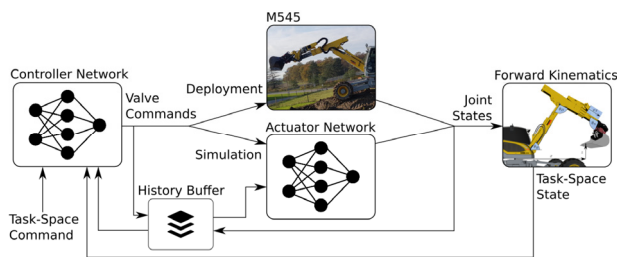 M545
Controller Network
Deployment
Valve
Commands
Joint
States
Forward Kinematics
Actuator Network
Simulation
History Buffer
Task-Space
Command
Task-Space
State